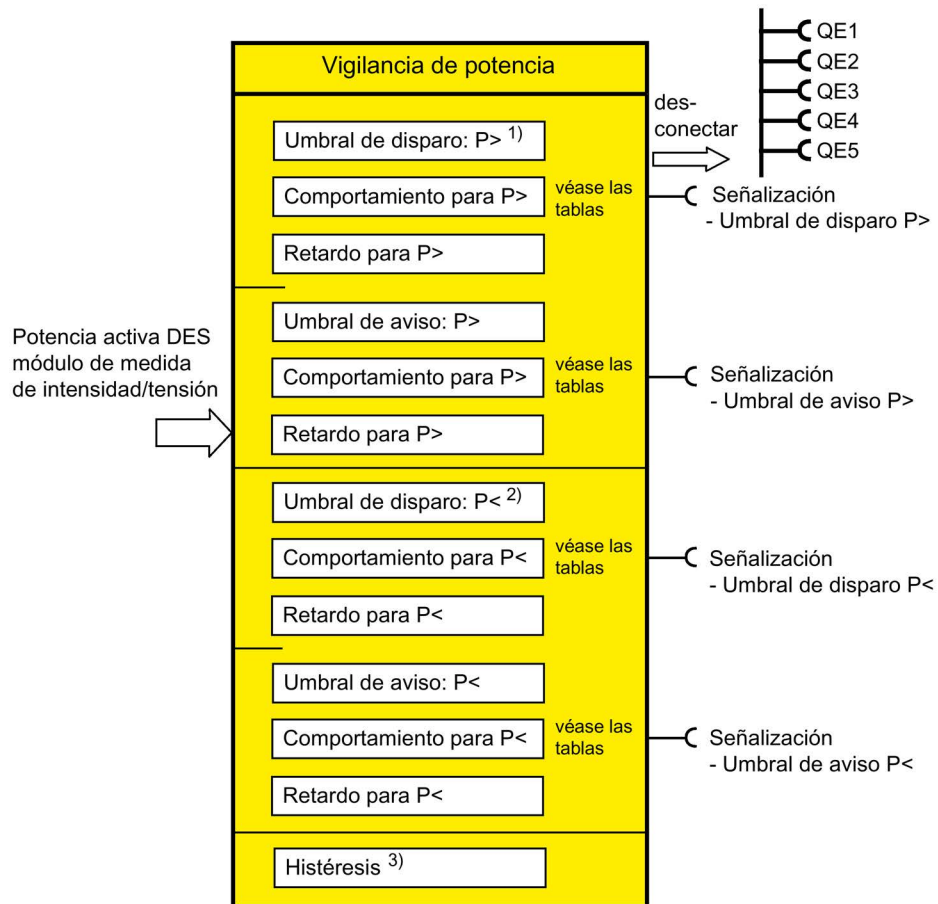 QE1
QE2
QE3
QE4
QE5
des-
conectar
Vigilancia de potencia
Umbral de disparo: P> 1)
Comportamiento para P>
véase las
tablas
Señalización
- Umbral de disparo P>
Retardo para P>
Umbral de aviso: P>
Potencia activa DES
módulo de medida
de intensidad/tensión
Comportamiento para P>
véase las
tablas
Señalización
- Umbral de aviso P>
Retardo para P>
Umbral de disparo: P< 2)
Comportamiento para P<
véase las
tablas
Señalización
- Umbral de disparo P<
Retardo para P<
Umbral de aviso: P<
Comportamiento para P<
véase las
tablas
Señalización
- Umbral de aviso P<
Retardo para P<
Histéresis 3)